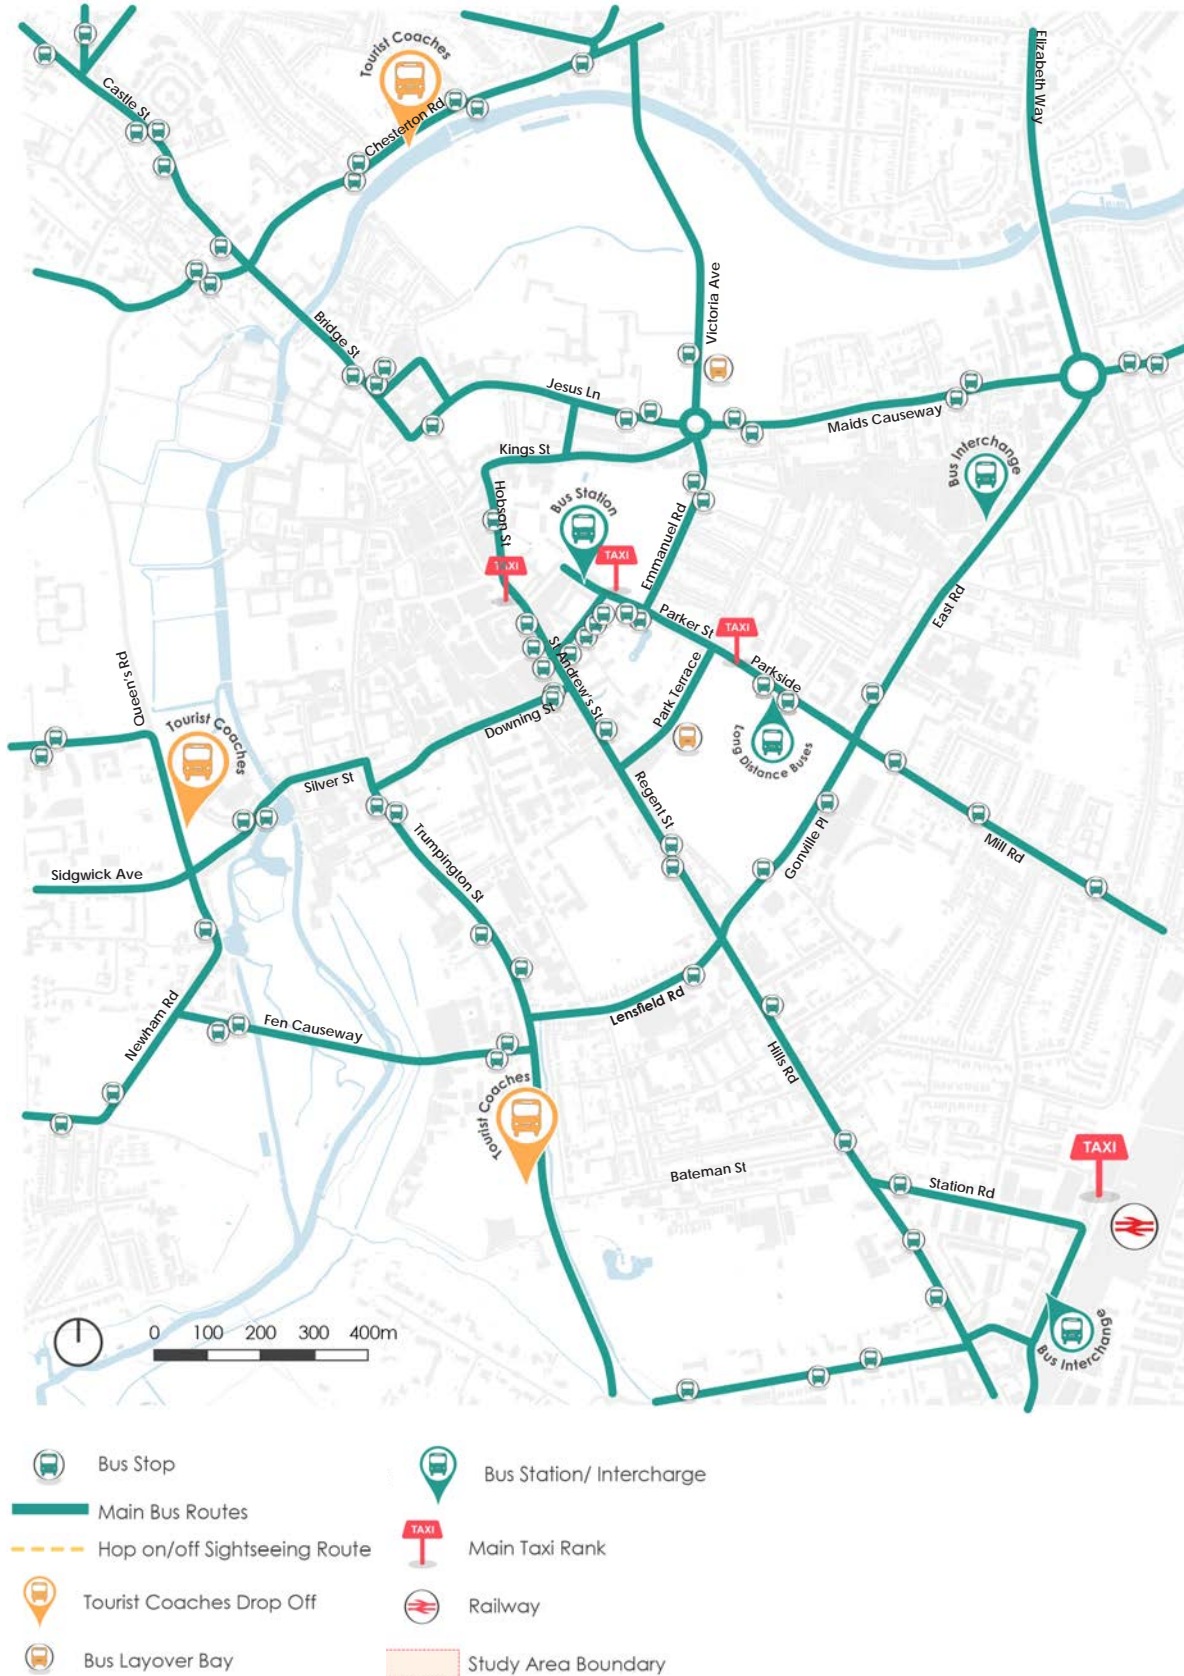 Elizabeth Way
Tourist Coaches
Castle St
Chesterton Rd
Victoria Ave
Bridge St
Jesus Ln
Maids Causeway
Kings St
Bus Interchange
Hobson St
Bus Station
TAXI
TAXI
Emmanuel Rd
East Rd
Parker St
TAXI
St Andrew's St
Parkside
Park Terrace
Queen's Rd
Tourist Coaches
Downing St
Long Distance Buses
Silver St
Regent St
Gonville Pl
Mill Rd
Trumpington St
Sidgwick Ave
Newham Rd
Fen Causeway
Lensfield Rd
Hills Rd
Tourist Coaches
TAXI
Bateman St
Station Rd
Bus Interchange
0 100 200 300 400m
Bus Stop
Bus Station/ Intercharge
Main Bus Routes
Hop on/off Sightseeing Route
TAXI
Main Taxi Rank
Tourist Coaches Drop Off
Railway
Bus Layover Bay
Study Area Boundary